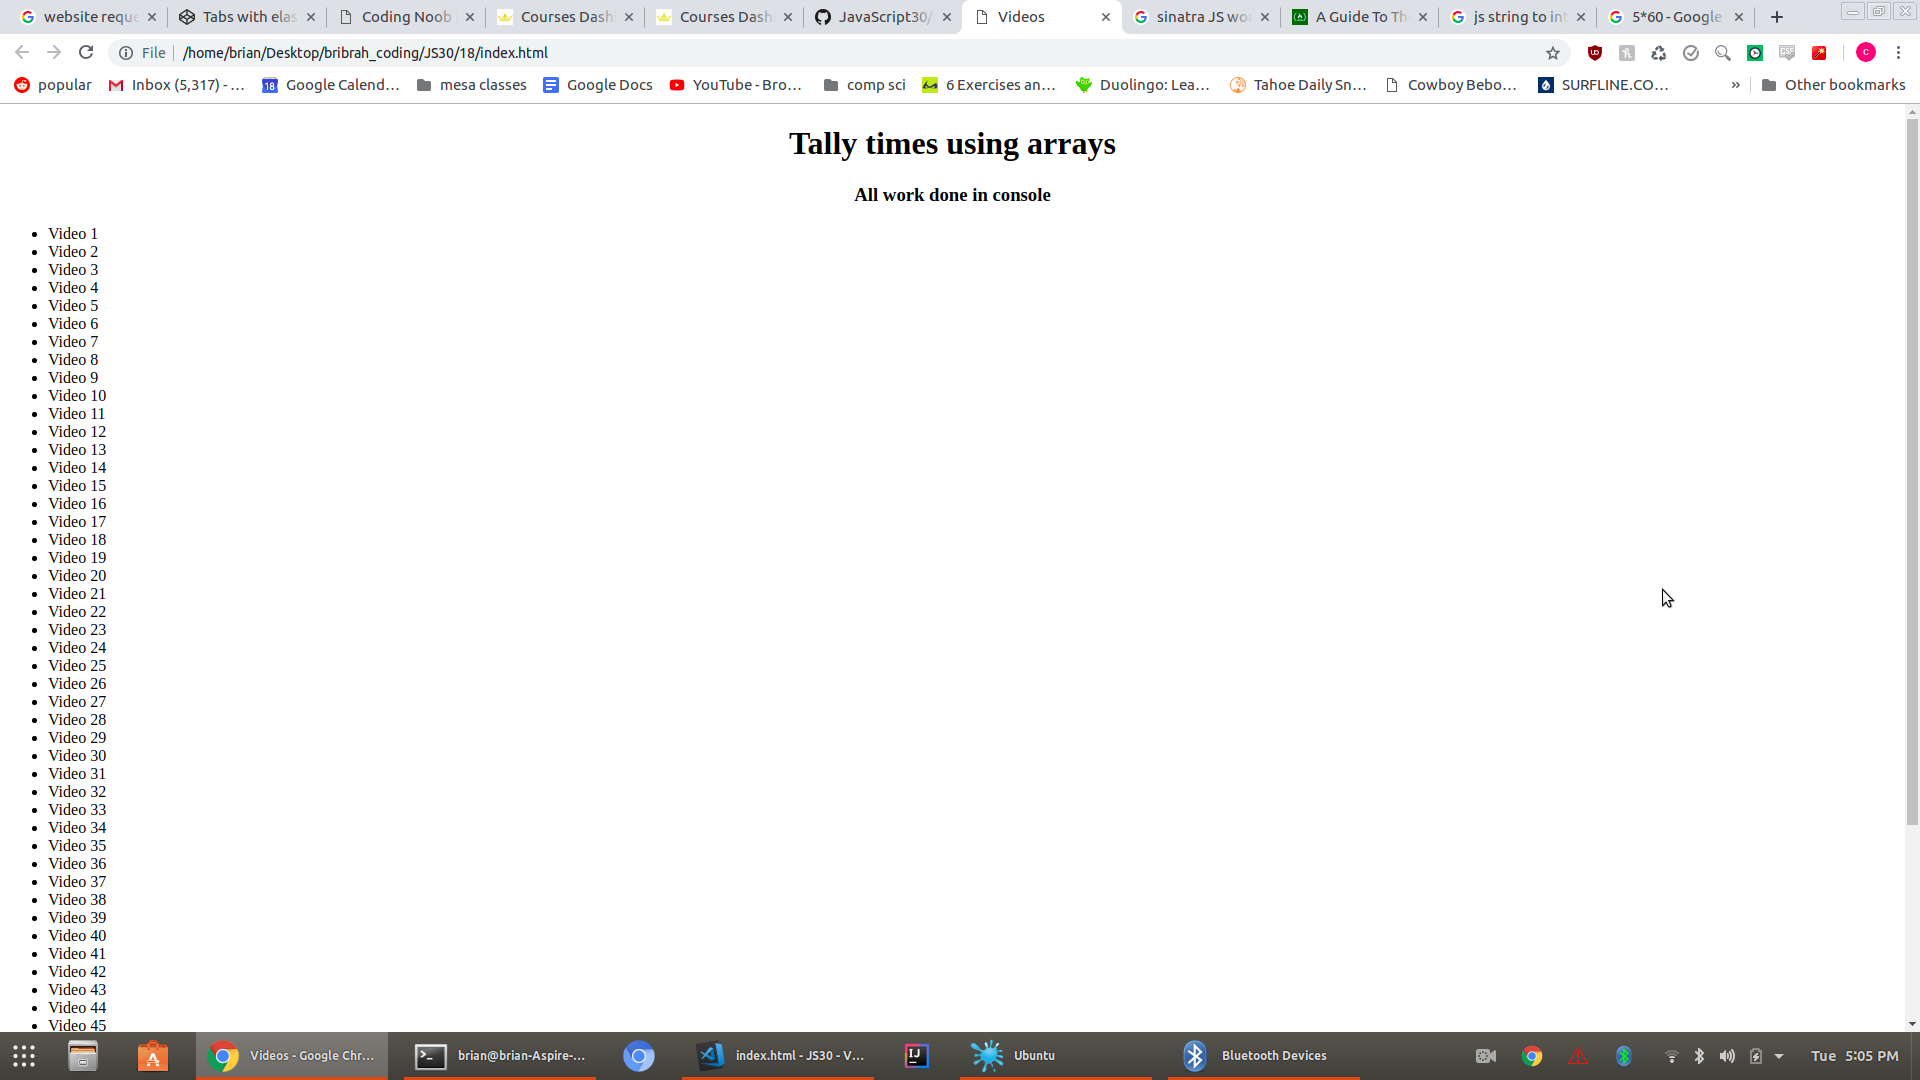 website reque
Tabs with elas
Coding Noob
Courses Dash
Courses Dash
JavaScript30/
Videos
sinatra JS wo
A Guide To Th
js string to int
5*60 - Google
File
/home/brian/Desktop/bribrah_coding/JS30/18/index.html
popular
Inbox (5,317) - ...
Google Calend...
mesa classes
Google Docs
YouTube - Bro...
comp sci
6 Exercises an...
Duolingo: Lea...
Tahoe Daily Sn...
Cowboy Bebo...
SURFLINE.CO...
»
Other bookmarks
Tally times using arrays
All work done in console
• Video 1
• Video 2
• Video 3
• Video 4
• Video 5
• Video 6
• Video 7
• Video 8
• Video 9
• Video 10
• Video 11
• Video 12
• Video 13
• Video 14
• Video 15
• Video 16
• Video 17
• Video 18
• Video 19
• Video 20
• Video 21
• Video 22
• Video 23
• Video 24
• Video 25
• Video 26
• Video 27
• Video 28
• Video 29
• Video 30
• Video 31
• Video 32
• Video 33
• Video 34
• Video 35
• Video 36
• Video 37
• Video 38
• Video 39
• Video 40
• Video 41
• Video 42
• Video 43
• Video 44
• Video 45
Videos - Google Chr...
brian@brian-Aspire-...
index.html - JS30 - V...
Ubuntu
Bluetooth Devices
Tue 5:05 PM